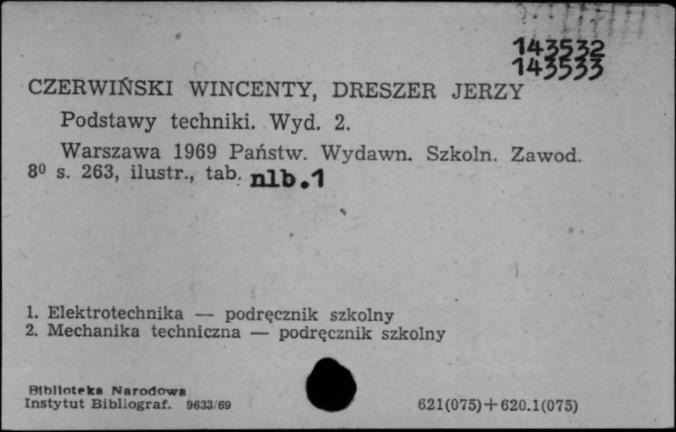 143532
143533
CZERWIŃSKI WINCENTY, DRESZER JERZY
Podstawy techniki. Wyd. 2.
Warszawa 1969 Państw. Wydawn. Szkoln. Zawod.
8⁰ s. 263, ilustr., tab. nlb.1
1. Elektrotechnika — podręcznik szkolny
2. Mechanika techniczna — podręcznik szkolny
Biblioteka Narodowa
Instytut Bibliograf. 9633/69
621(075)+620.1(075)